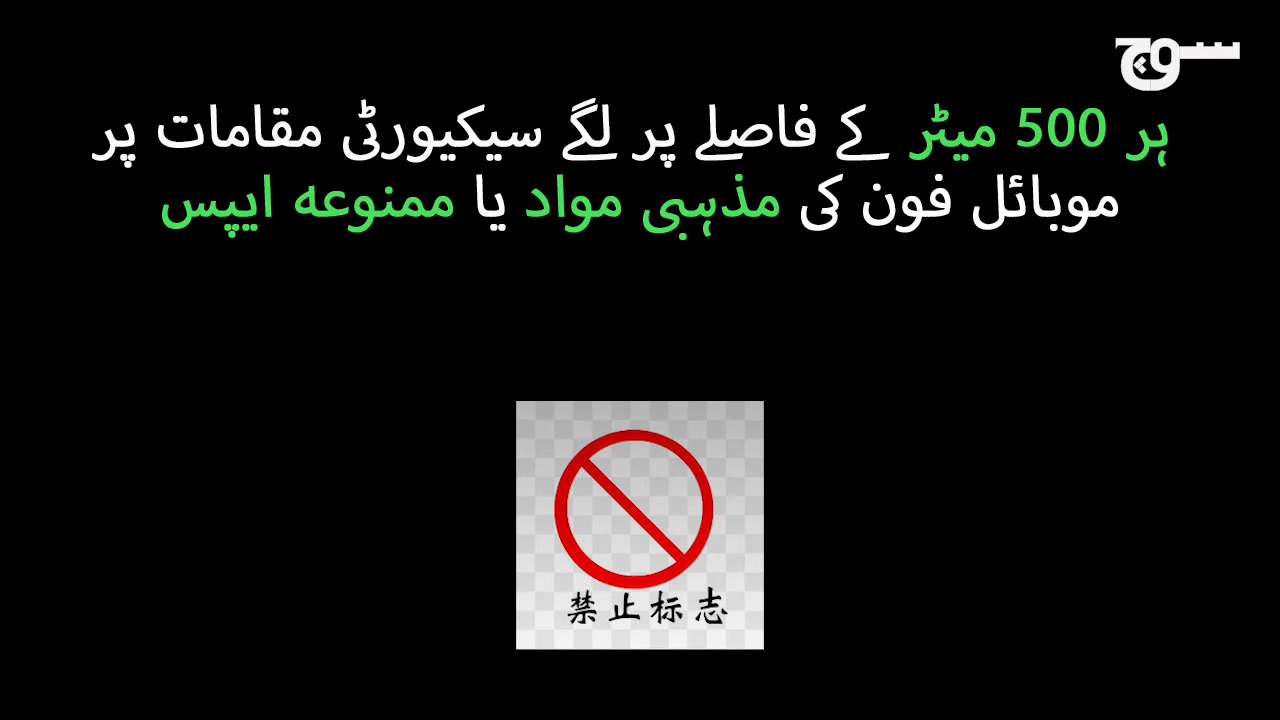 سوچ
ہر 500 میٹر کے فاصلے پر لگے سیکیورٹی مقامات پر
موبائل فون کی مذہبی مواد یا ممنوعہ ایپس
禁止标志